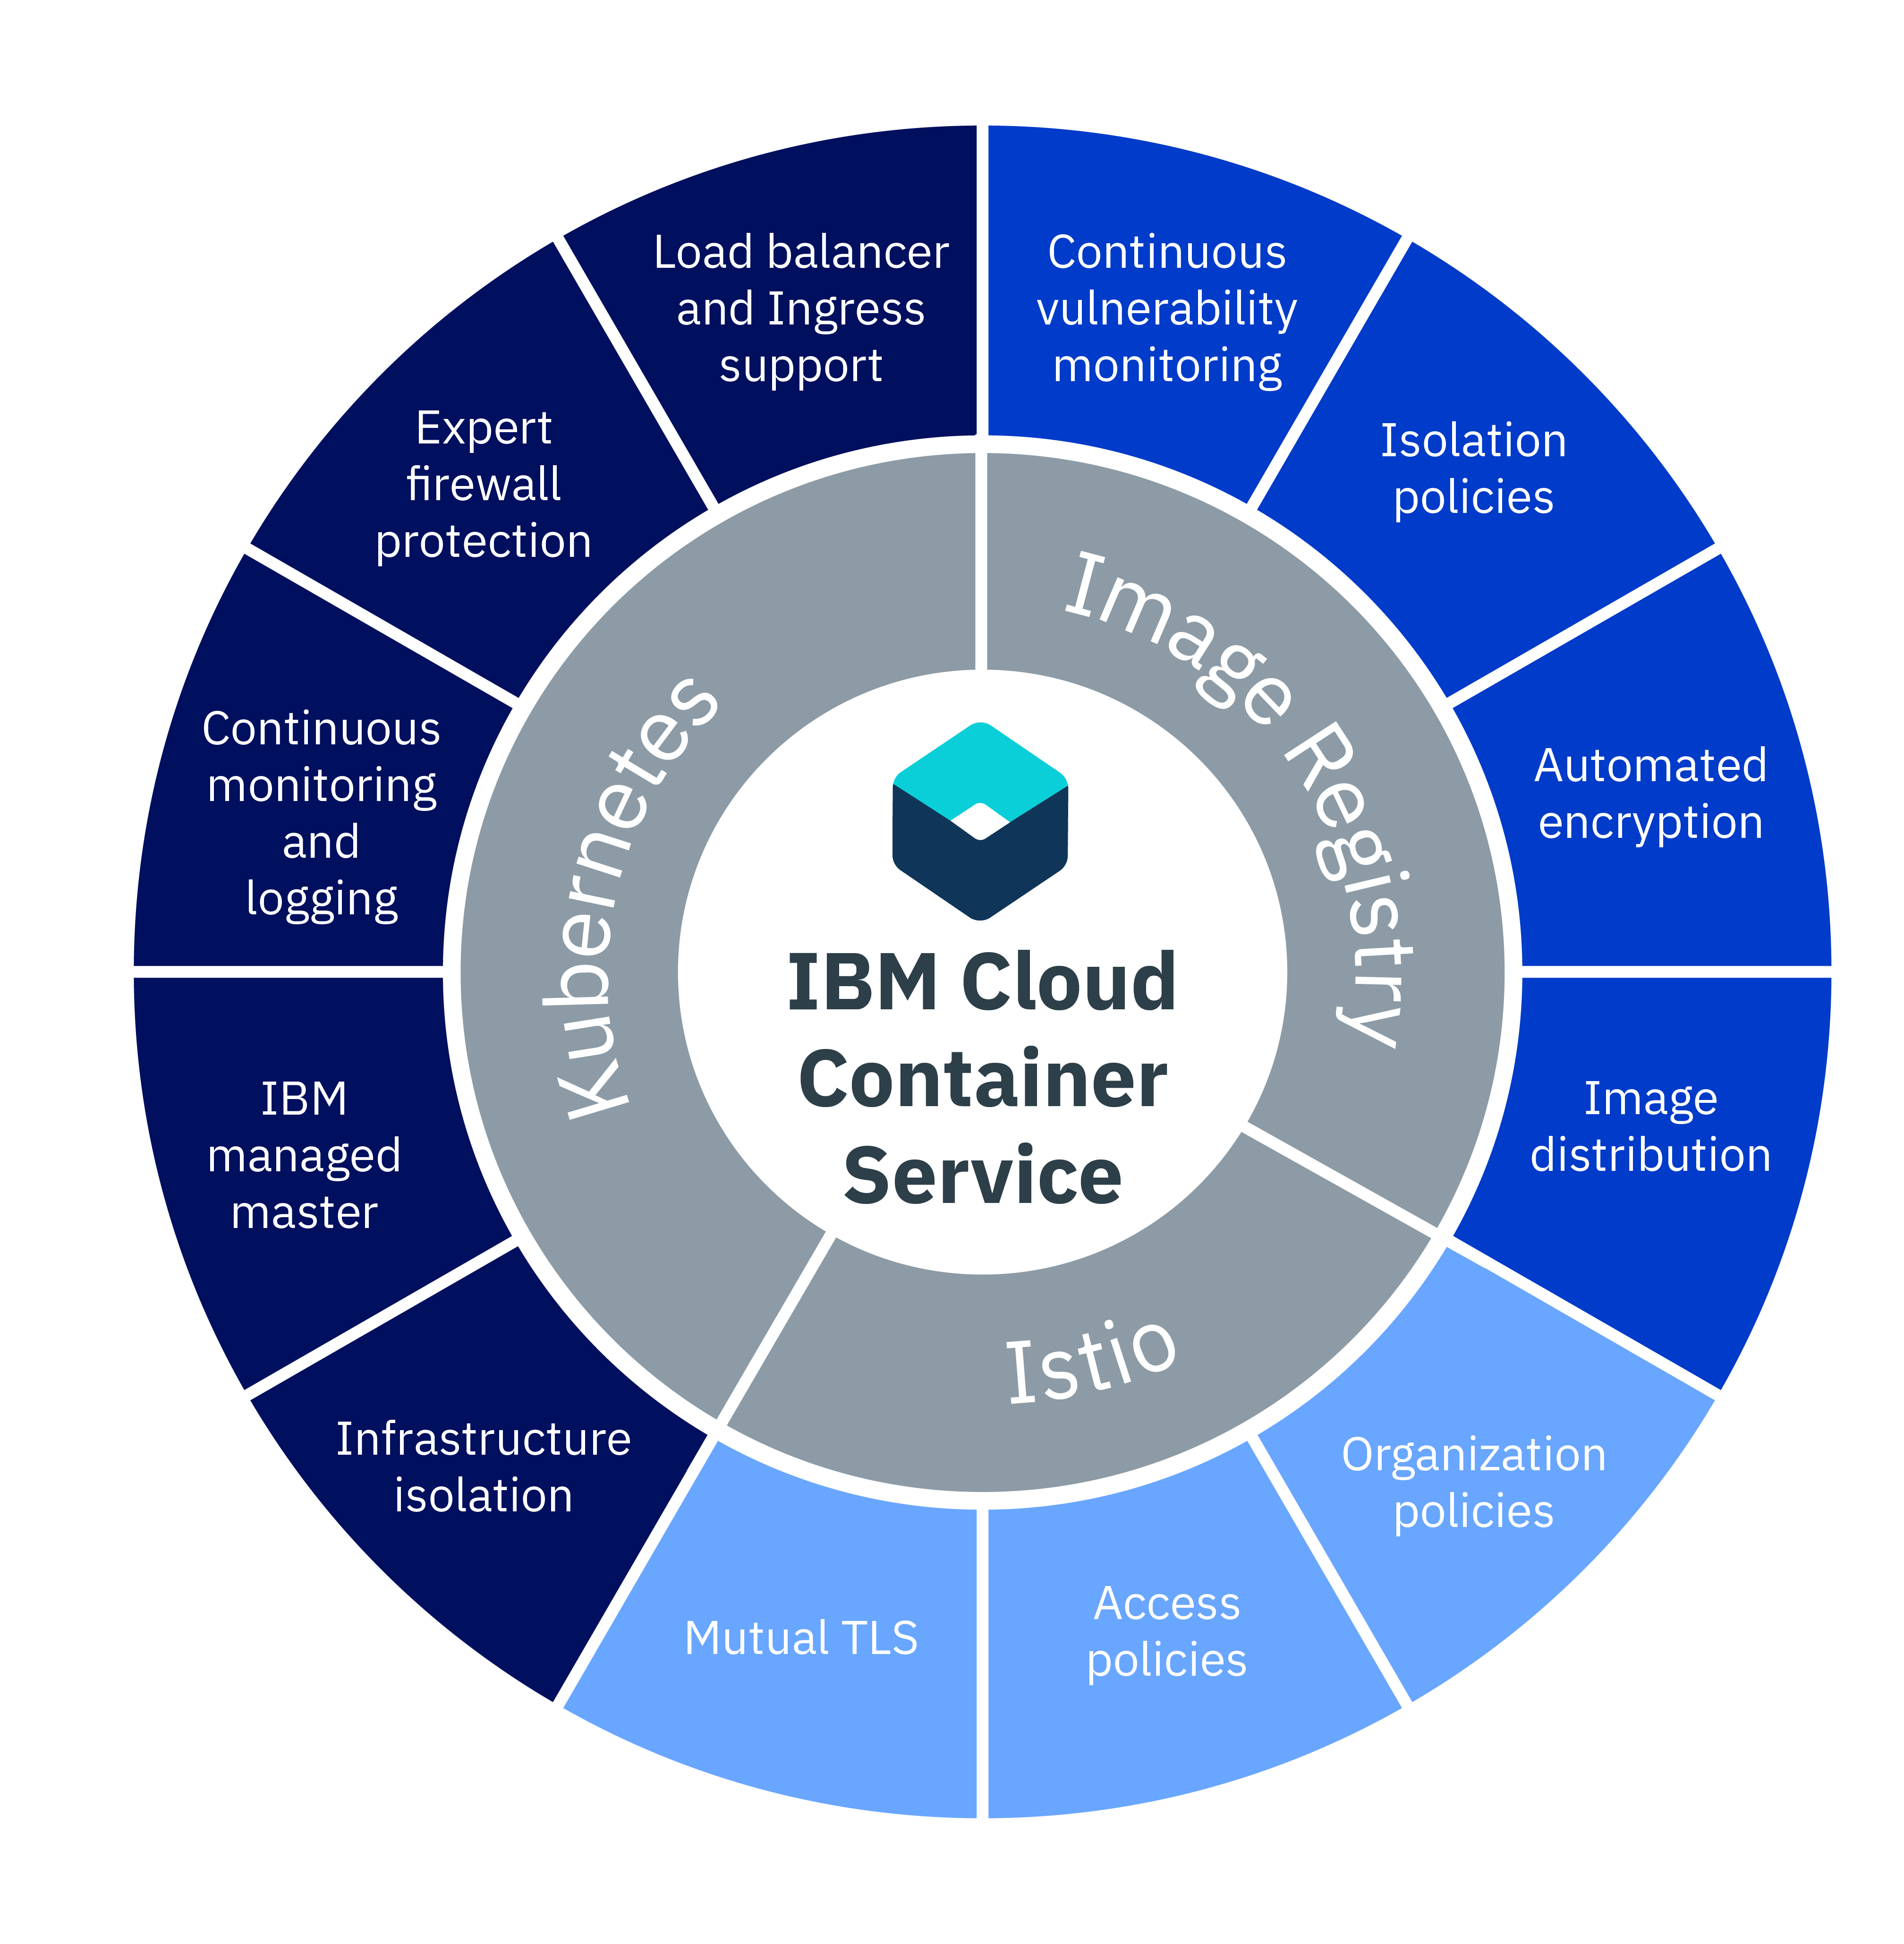 Load balancer
and Ingress
support
Continuous
vulnerability
monitoring
Isolation
policies
Automated
encryption
Image
distribution
Organization
policies
Access
policies
Mutual TLS
Infrastructure
isolation
IBM
managed
master
Continuous
monitoring
and
logging
Expert
firewall
protection
Kubernetes
Image Registry
Istio
IBM Cloud
Container
Service